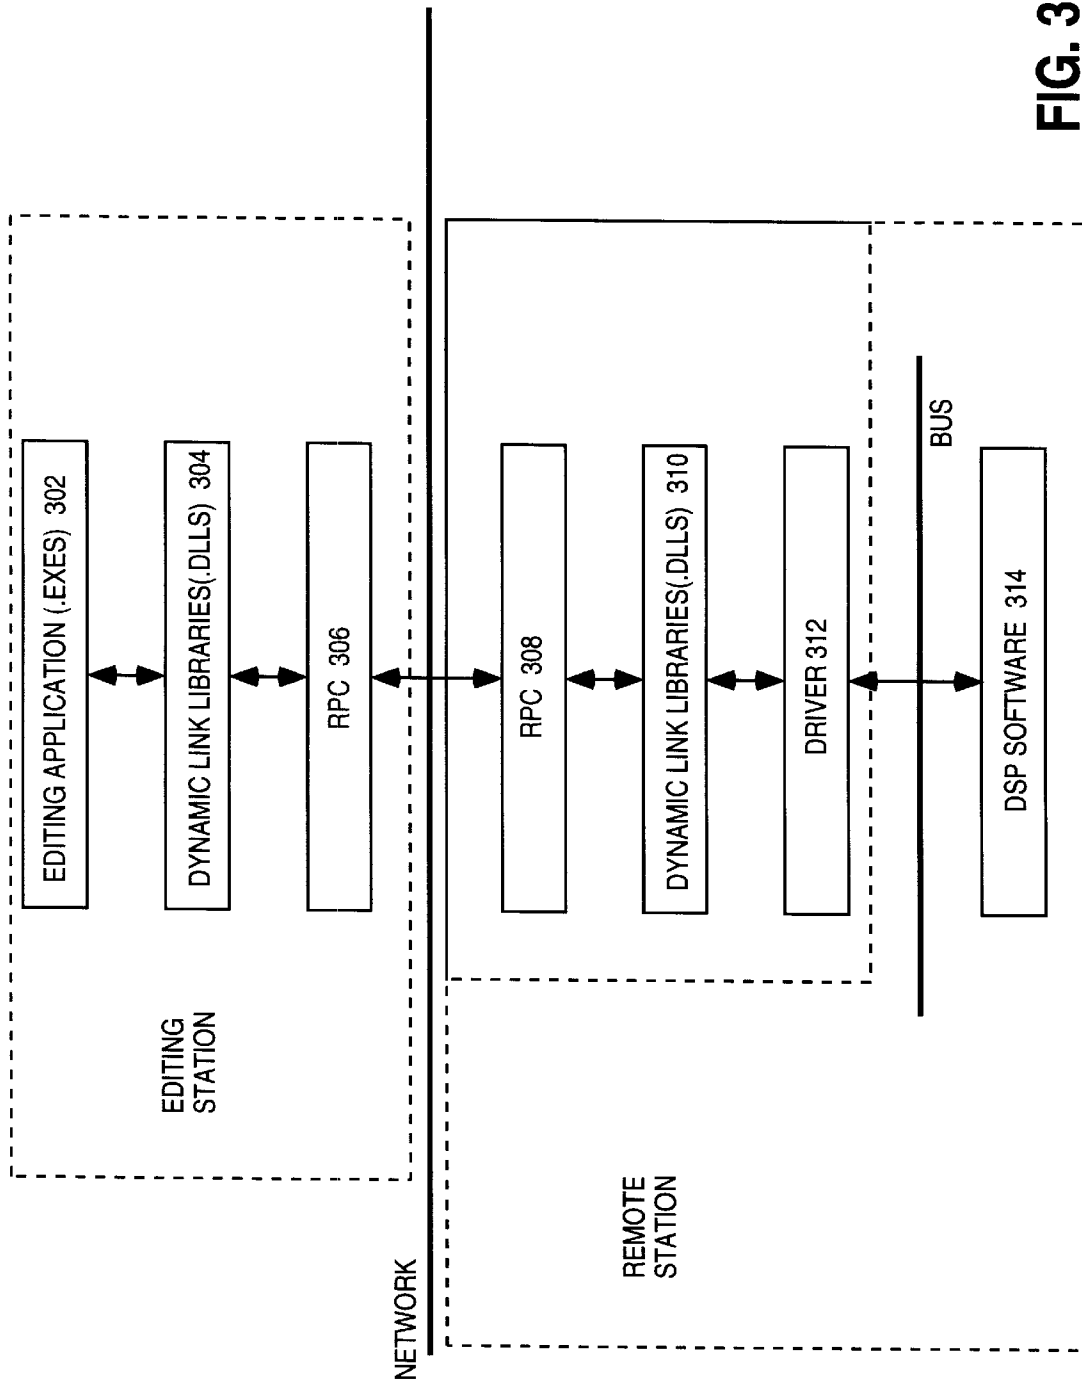 EDITING APPLICATION (.EXES) 302
DYNAMIC LINK LIBRARIES(.DLLS) 304
RPC 306
EDITING
STATION
NETWORK
RPC 308
DYNAMIC LINK LIBRARIES(.DLLS) 310
DRIVER 312
REMOTE
STATION
BUS
DSP SOFTWARE 314
FIG. 3